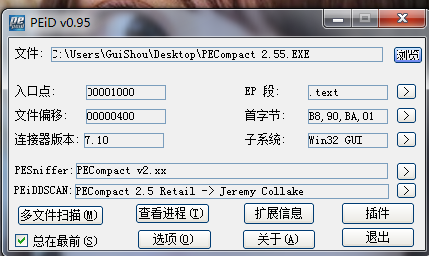 PEiD v0.95
文件: C:\Users\GuiShou\Desktop\PECompact 2.55.EXE 浏览
入口点: 00001000 EP 段: .text >
文件偏移: 00000400 首字节: B8,90,BA,01 >
连接器版本: 7.10 子系统: Win32 GUI >
PESniffer: PECompact v2.xx >
PEiDDSCAN: PECompact 2.5 Retail -> Jeremy Collake >
多文件扫描(M) 查看进程(T) 扩展信息 插件
总在最前(S) 选项(O) 关于(A) 退出